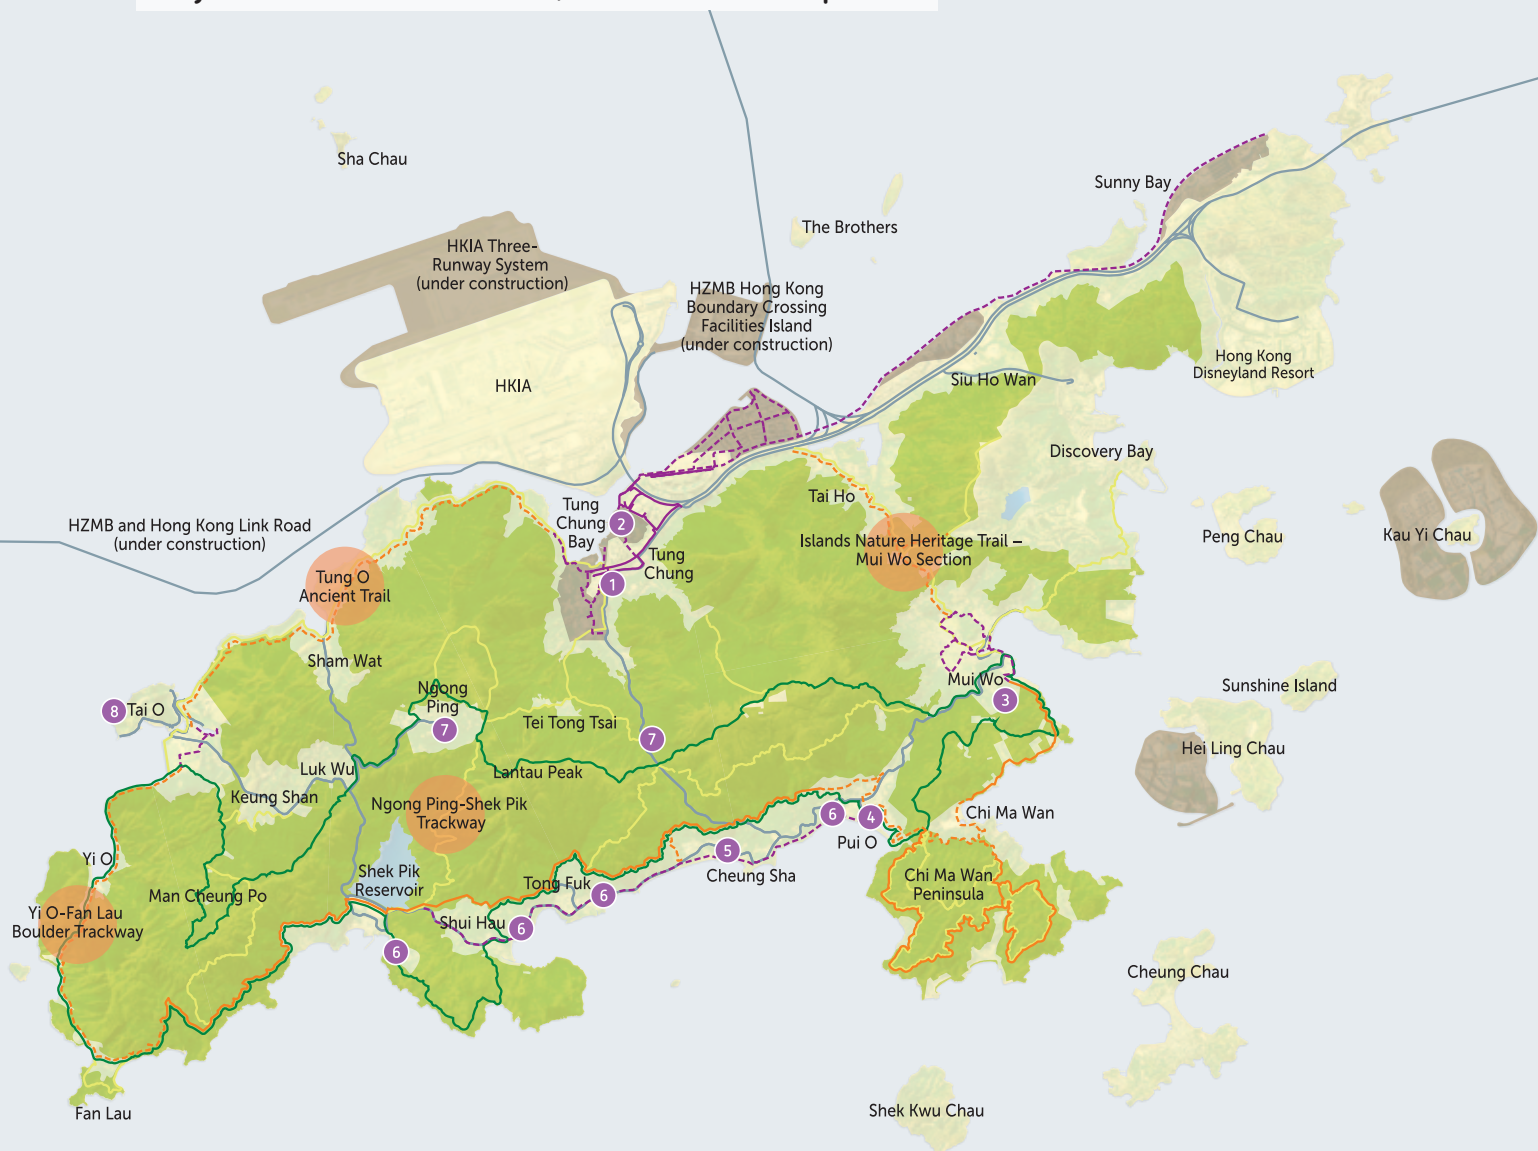 Sha Chau
Sunny Bay
The Brothers
HKIA Three-
Runway System
(under construction)
HZMB Hong Kong
Boundary Crossing
Facilities Island
(under construction)
Hong Kong
Disneyland Resort
HKIA
Siu Ho Wan
Discovery Bay
Tai Ho
Tung
Chung
Bay
2
HZMB and Hong Kong Link Road
(under construction)
Peng Chau
Kau Yi Chau
Islands Nature Heritage Trail –
Mui Wo Section
Tung
Chung
1
Tung O
Ancient Trail
Sham Wat
Mui Wo
3
Sunshine Island
Ngong
Ping
7
8
Tai O
Tei Tong Tsai
7
Hei Ling Chau
Luk Wu
Lantau Peak
Keung Shan
Ngong Ping-Shek Pik
Trackway
6
4
Chi Ma Wan
Pui O
5
Cheung Sha
Yi O
Shek Pik
Reservoir
Tong Fuk
6
Chi Ma Wan
Peninsula
Man Cheung Po
Yi O-Fan Lau
Boulder Trackway
Shui Hau
6
6
Cheung Chau
Fan Lau
Shek Kwu Chau